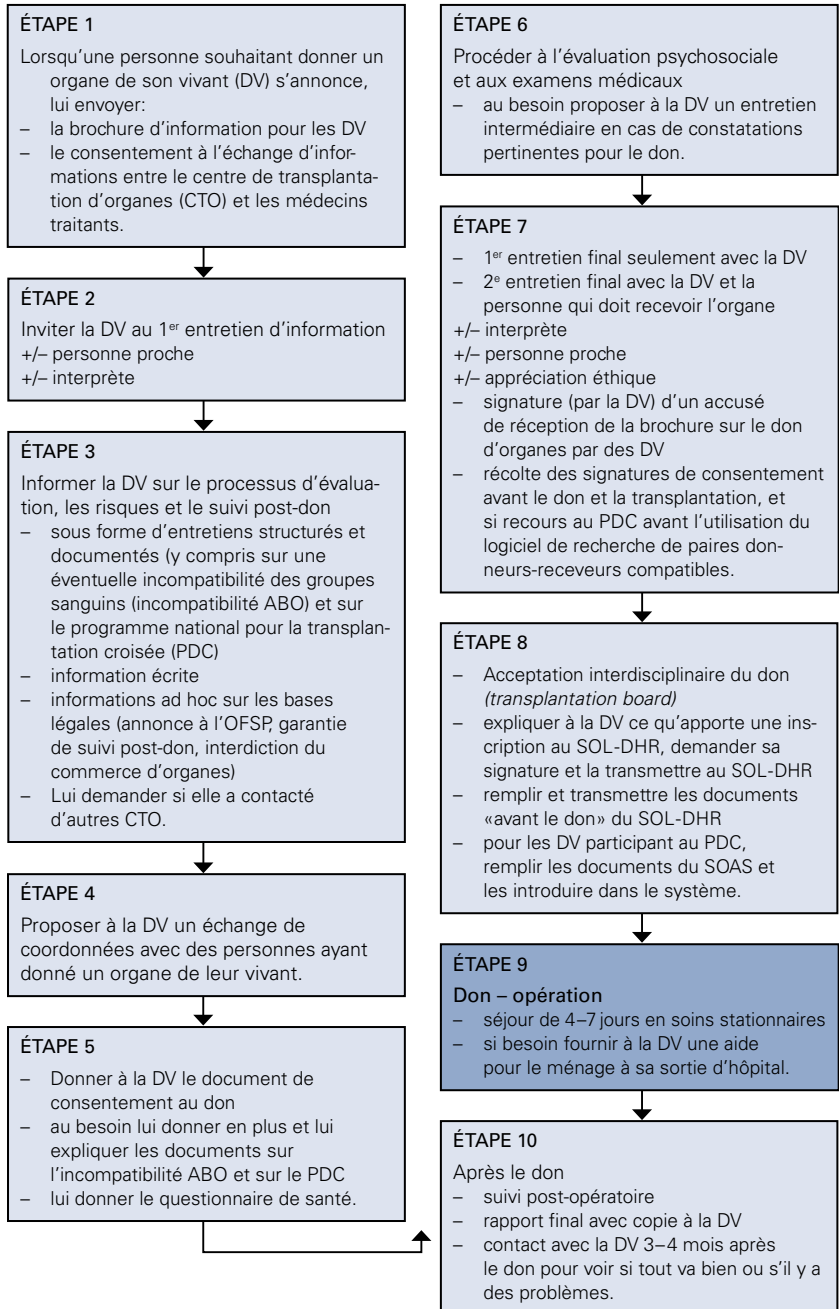 ÉTAPE 1
Lorsqu'une personne souhaitant donner un
organe de son vivant (DV) s'annonce,
lui envoyer:
– la brochure d'information pour les DV
– le consentement à l'échange d'infor-
mations entre le centre de transplanta-
tion d'organes (CTO) et les médecins
traitants.
ÉTAPE 2
Inviter la DV au 1er entretien d'information
+/– personne proche
+/– interprète
ÉTAPE 3
Informer la DV sur le processus d'évalua-
tion, les risques et le suivi post-don
– sous forme d'entretiens structurés et
documentés (y compris sur une
éventuelle incompatibilité des groupes
sanguins (incompatibilité ABO) et sur
le programme national pour la transplan-
tation croisée (PDC)
– information écrite
– informations ad hoc sur les bases
légales (annonce à l'OFSP, garantie
de suivi post-don, interdiction du
commerce d'organes)
– Lui demander si elle a contacté
d'autres CTO.
ÉTAPE 4
Proposer à la DV un échange de
coordonnées avec des personnes ayant
donné un organe de leur vivant.
ÉTAPE 5
– Donner à la DV le document de
consentement au don
– au besoin lui donner en plus et lui
expliquer les documents sur
l'incompatibilité ABO et sur le PDC
– lui donner le questionnaire de santé.
ÉTAPE 6
Procéder à l'évaluation psychosociale
et aux examens médicaux
– au besoin proposer à la DV un entretien
intermédiaire en cas de constatations
pertinentes pour le don.
ÉTAPE 7
– 1er entretien final seulement avec la DV
– 2e entretien final avec la DV et la
personne qui doit recevoir l'organe
+/– interprète
+/– personne proche
+/– appréciation éthique
– signature (par la DV) d'un accusé
de réception de la brochure sur le don
d'organes par des DV
– récolte des signatures de consentement
avant le don et la transplantation, et
si recours au PDC avant l'utilisation du
logiciel de recherche de paires don-
neurs-receveurs compatibles.
ÉTAPE 8
– Acceptation interdisciplinaire du don
(transplantation board)
– expliquer à la DV ce qu'apporte une ins-
cription au SOL-DHR, demander sa
signature et la transmettre au SOL-DHR
– remplir et transmettre les documents
«avant le don» du SOL-DHR
– pour les DV participant au PDC,
remplir les documents du SOAS et
les introduire dans le système.
ÉTAPE 9
Don – opération
– séjour de 4–7 jours en soins stationnaires
– si besoin fournir à la DV une aide
pour le ménage à sa sortie d'hôpital.
ÉTAPE 10
Après le don
– suivi post-opératoire
– rapport final avec copie à la DV
– contact avec la DV 3–4 mois après
le don pour voir si tout va bien ou s'il y a
des problèmes.